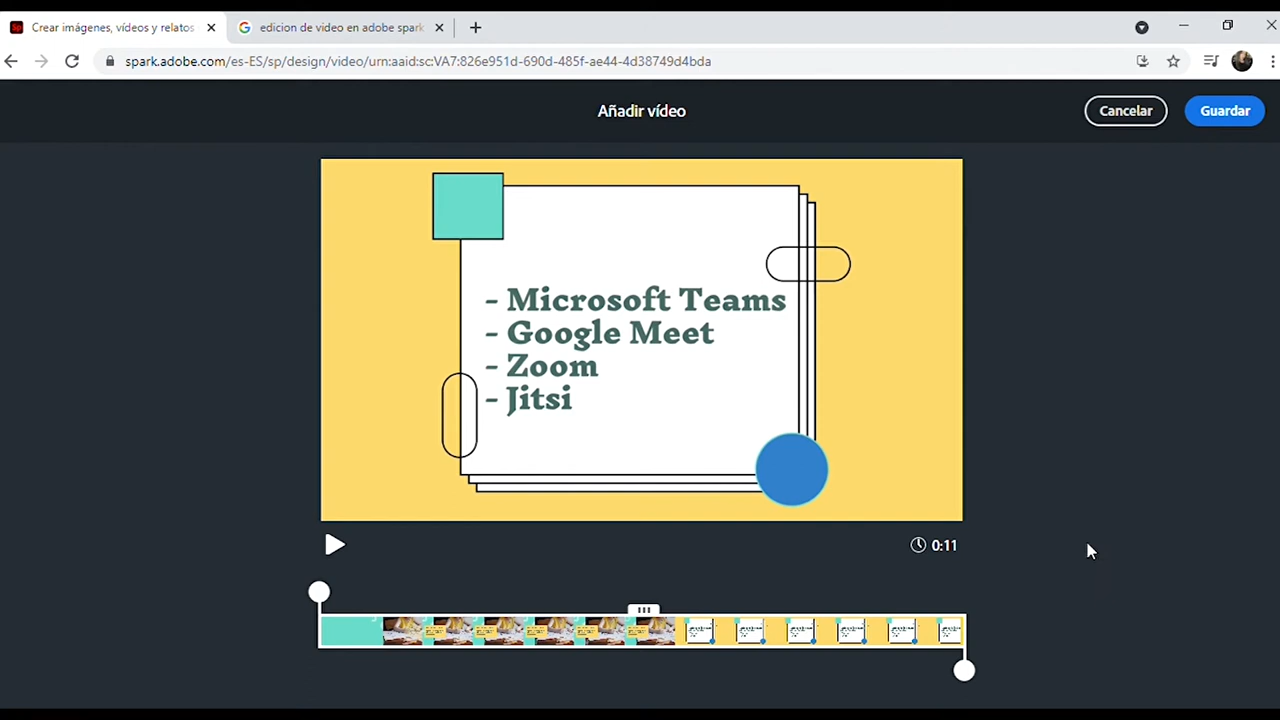 Crear imágenes, vídeos y relatos
edicion de video en adobe spark
spark.adobe.com/es-ES/sp/design/video/urn:aaid:sc:VA7:826e951d-690d-485f-ae44-4d38749d4bda
Añadir vídeo
Cancelar
Guardar
- Microsoft Teams
- Google Meet
- Zoom
- Jitsi
0:11